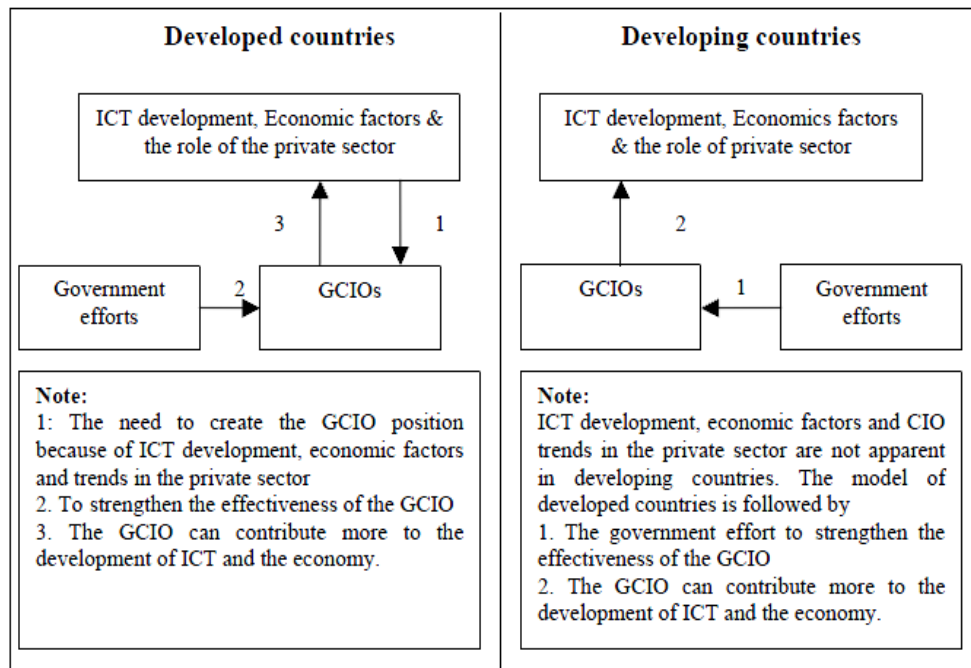 Developed countries
ICT development, Economic factors &
the role of the private sector
3
1
Government
efforts
2
GCIOs
Note:
1: The need to create the GCIO position
because of ICT development, economic factors
and trends in the private sector
2. To strengthen the effectiveness of the GCIO
3. The GCIO can contribute more to the
development of ICT and the economy.
Developing countries
ICT development, Economics factors
& the role of private sector
2
GCIOs
1
Government
efforts
Note:
ICT development, economic factors and CIO
trends in the private sector are not apparent
in developing countries. The model of
developed countries is followed by
1. The government effort to strengthen the
effectiveness of the GCIO
2. The GCIO can contribute more to the
development of ICT and the economy.